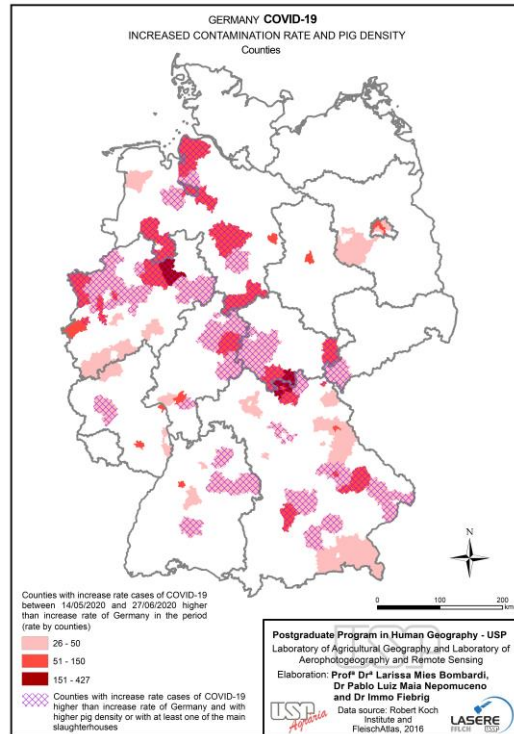 GERMANY COVID-19
INCREASED CONTAMINATION RATE AND PIG DENSITY
Counties
N
0 100 200
km
Counties with increase rate cases of COVID-19
between 14/05/2020 and 27/06/2020 higher
than increase rate of Germany in the period
(rate by counties)
26 - 50
51 - 150
151 - 427
Counties with increase rate cases of COVID-19
higher than increase rate of Germany and with
higher pig density or with at least one of the main
slaughterhouses
Postgraduate Program in Human Geography - USP
Laboratory of Agricultural Geography and Laboratory of
Aerophotogeography and Remote Sensing
Elaboration: Profª Drª Larissa Mies Bombardi,
Dr Pablo Luiz Maia Nepomuceno
and Dr Immo Fiebrig
Data source: Robert Koch
Institute and
FleischAtlas, 2016
USP
Agrária
USP
LASERE
FFLCH USP